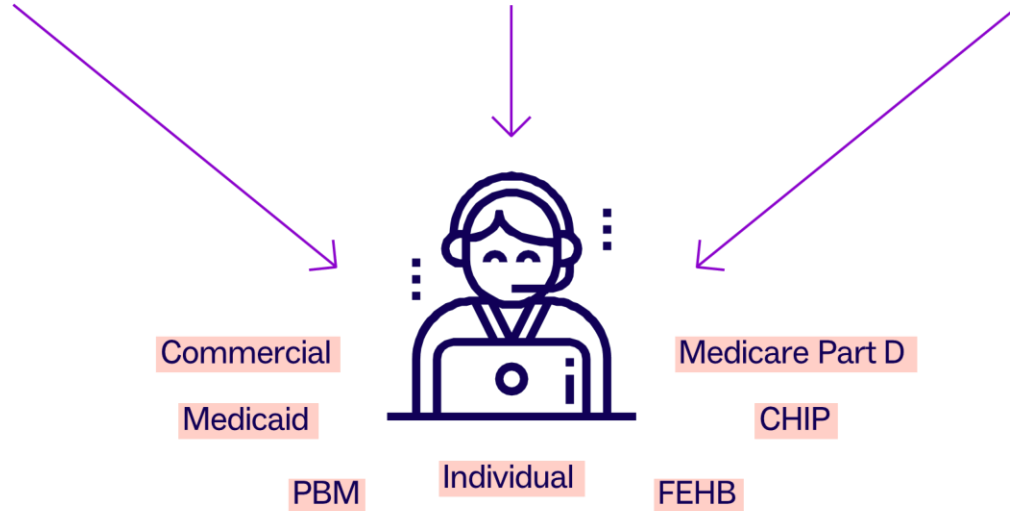 Commercial
Medicare Part D
Medicaid
CHIP
Individual
PBM
FEHB